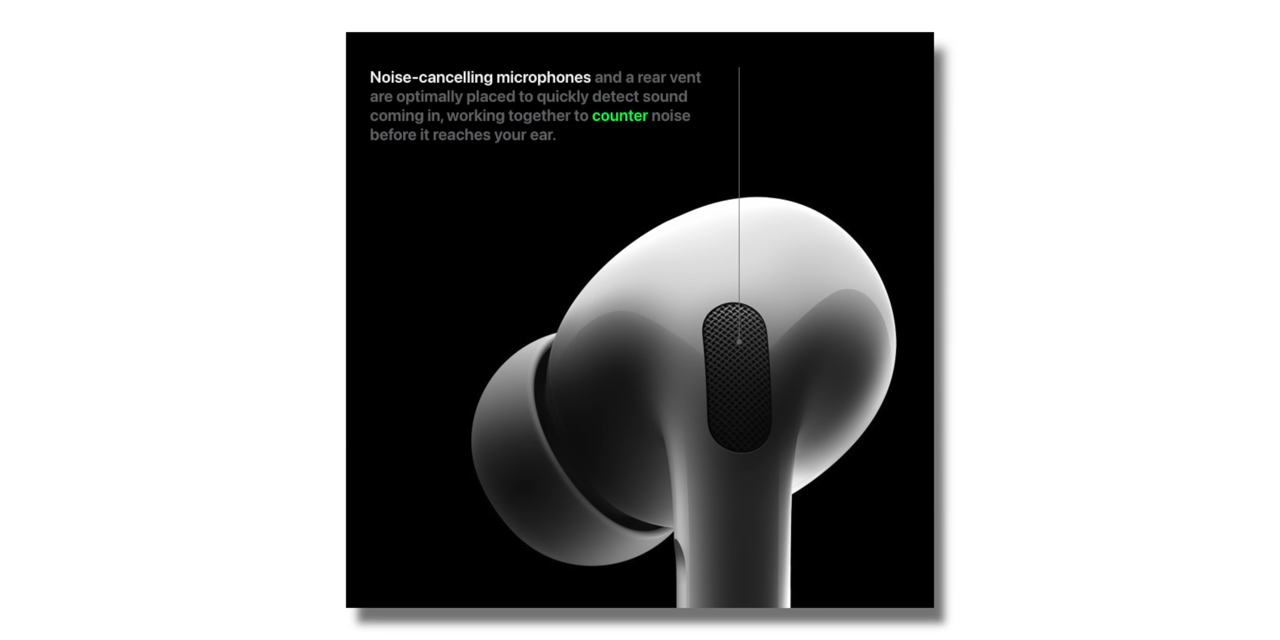 Noise-cancelling microphones and a rear vent
are optimally placed to quickly detect sound
coming in, working together to counter noise
before it reaches your ear.